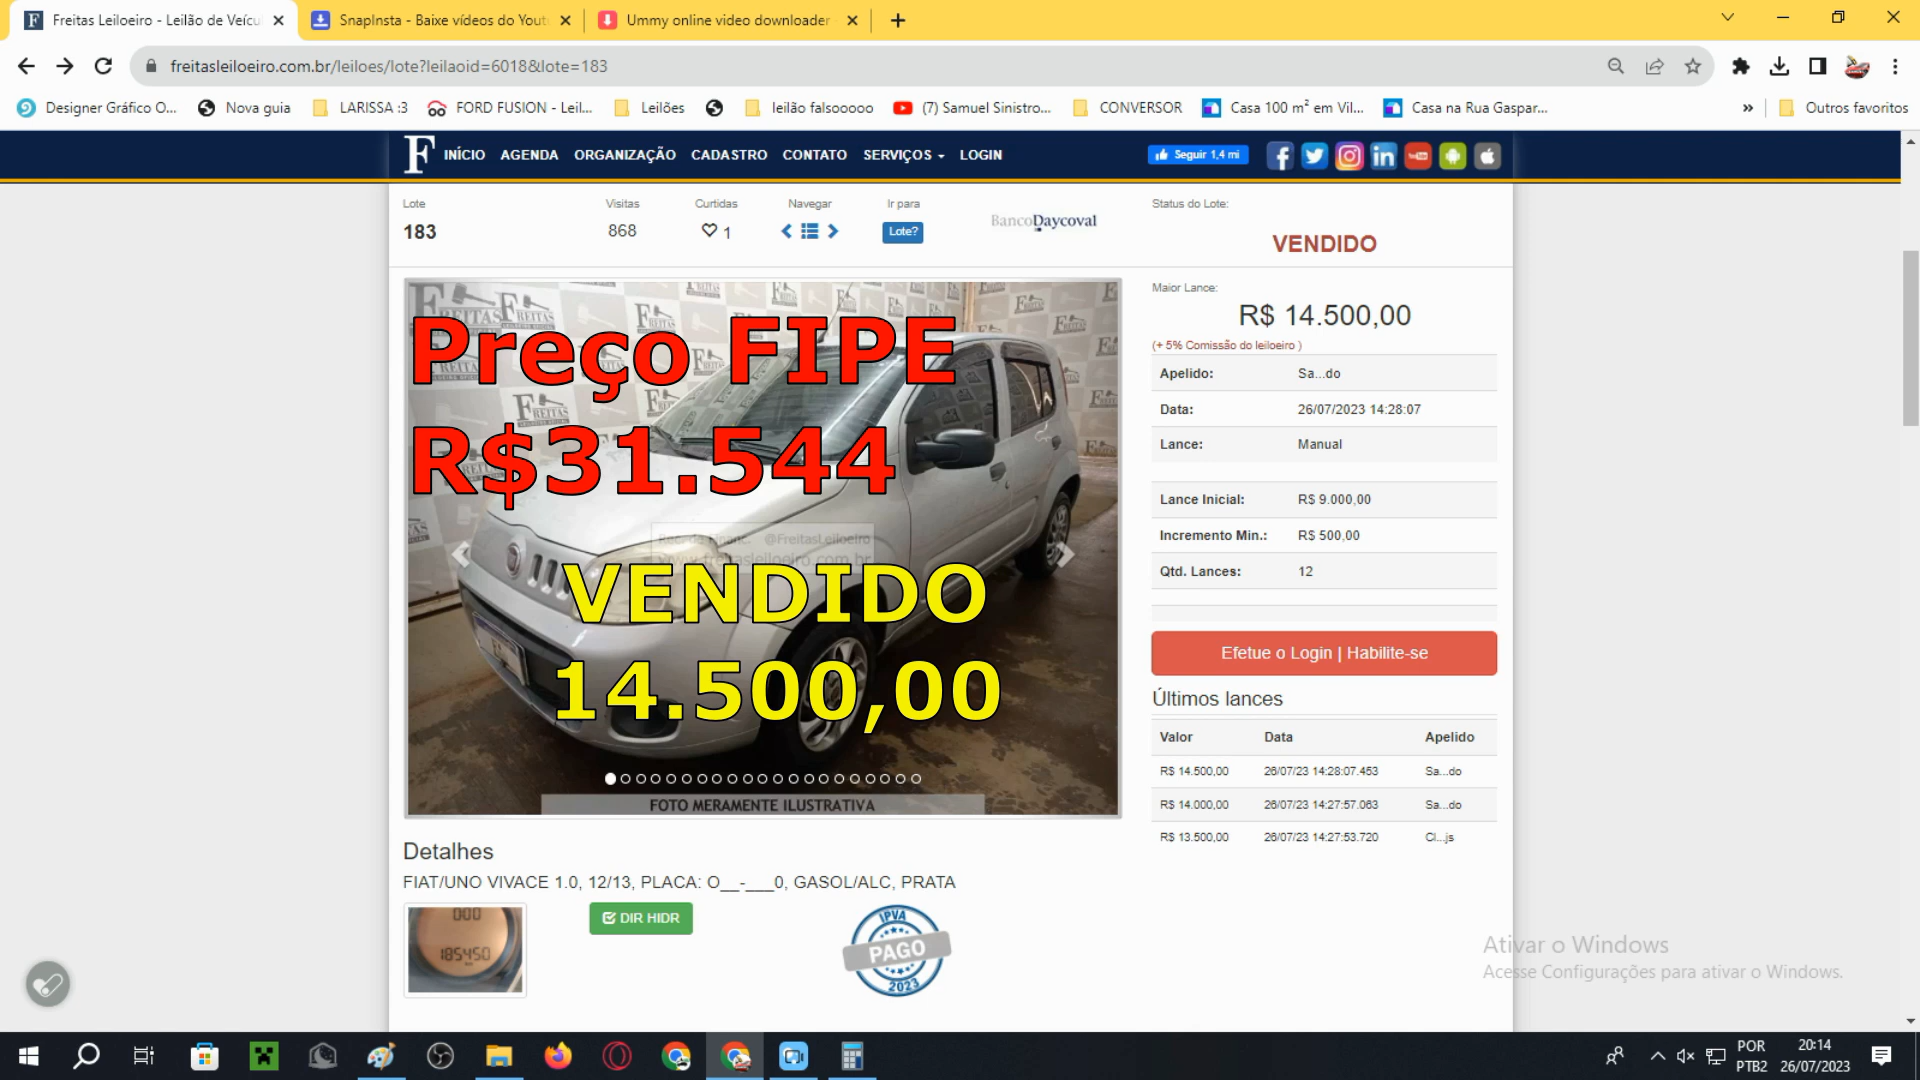 Freitas Leiloeiro - Leilão de Veícu
SnapInsta - Baixe vídeos do Yout
Ummy online video downloader
freitasleiloeiro.com.br/leiloes/lote?leilaoid=6018&lote=183
Designer Gráfico O...
Nova guia
LARISSA :3
FORD FUSION - Leil...
Leilões
leilão falsooooo
(7) Samuel Sinistro...
CONVERSOR
Casa 100 m² em Vil...
Casa na Rua Gaspar...
»
Outros favoritos
F INÍCIO AGENDA ORGANIZAÇÃO CADASTRO CONTATO SERVIÇOS LOGIN
Seguir 1,4 mi
Lote
Visitas
Curtidas
Navegar
Ir para
BancoDaycoval
Status do Lote:
183
868
1
Lote?
VENDIDO
Maior Lance:
R$ 14.500,00
(+ 5% Comissão do leiloeiro )
Apelido: Sa...do
Data: 26/07/2023 14:28:07
Lance: Manual
Lance Inicial: R$ 9.000,00
Incremento Min.: R$ 500,00
Qtd. Lances: 12
Efetue o Login | Habilite-se
Últimos lances
Valor Data Apelido
R$ 14.500,00 26/07/23 14:28:07.453 Sa...do
R$ 14.000,00 26/07/23 14:27:57.063 Sa...do
R$ 13.500,00 26/07/23 14:27:53.720 Cl...js
FREITAS
Preço FIPE
R$31.544
@FreitasLeiloeiro
www.freitasleiloeiro.com.br
VENDIDO
14.500,00
FOTO MERAMENTE ILUSTRATIVA
Detalhes
FIAT/UNO VIVACE 1.0, 12/13, PLACA: O__-___0, GASOL/ALC, PRATA
000
185450
DIR HIDR
IPVA
PAGO
2023
Ativar o Windows
Acesse Configurações para ativar o Windows.
POR
PTB2
20:14
26/07/2023